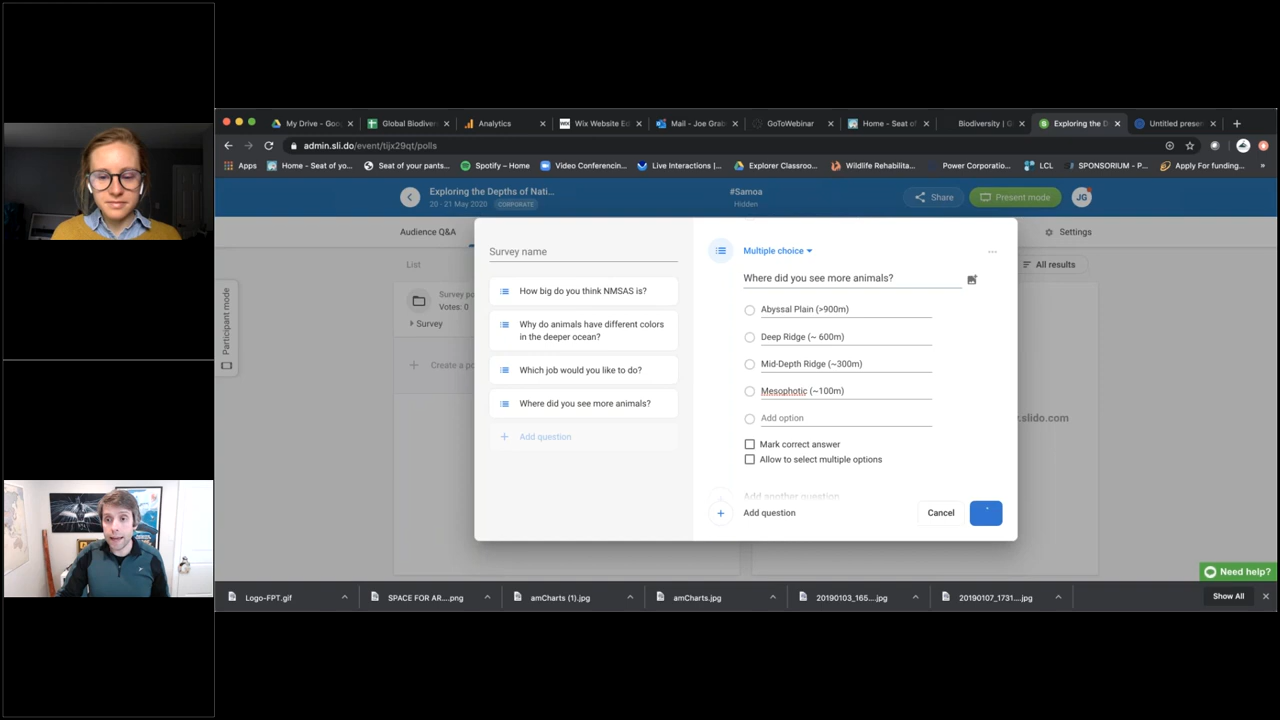 My Drive - Goo
Global Biodiver
Analytics
WIX
Wix Website Ed
Mail – Joe Grab
GoToWebinar
Home - Seat of
Biodiversity | G
Exploring the D
Untitled preser
admin.sli.do/event/tijx29qt/polls
Apps
Home - Seat of y...
Seat of your pants...
Spotify – Home
Video Conferencin...
Live Interactions |...
Explorer Classroo...
Wildlife Rehabilita...
Power Corporatio...
LCL
SPONSORIUM - P...
Apply For funding...
Exploring the Depths of Nati...
20 - 21 May 2020
CORPORATE
#Samoa
Hidden
Share
Present mode
JG
Audience Q&A
Settings
List
All results
Participant mode
Survey po
Votes: 0
Survey
Create a po
.slido.com
Survey name
How big do you think NMSAS is?
Why do animals have different colors
in the deeper ocean?
Which job would you like to do?
Where did you see more animals?
Add question
Multiple choice
Where did you see more animals?
Abyssal Plain (>900m)
Deep Ridge (~ 600m)
Mid-Depth Ridge (~300m)
Mesophotic (~100m)
Add option
Mark correct answer
Allow to select multiple options
Add another question
Add question
Cancel
Need help?
Logo-FPT.gif
SPACE FOR AR....png
amCharts (1).jpg
amCharts.jpg
20190103_165....jpg
20190107_1731....jpg
Show All